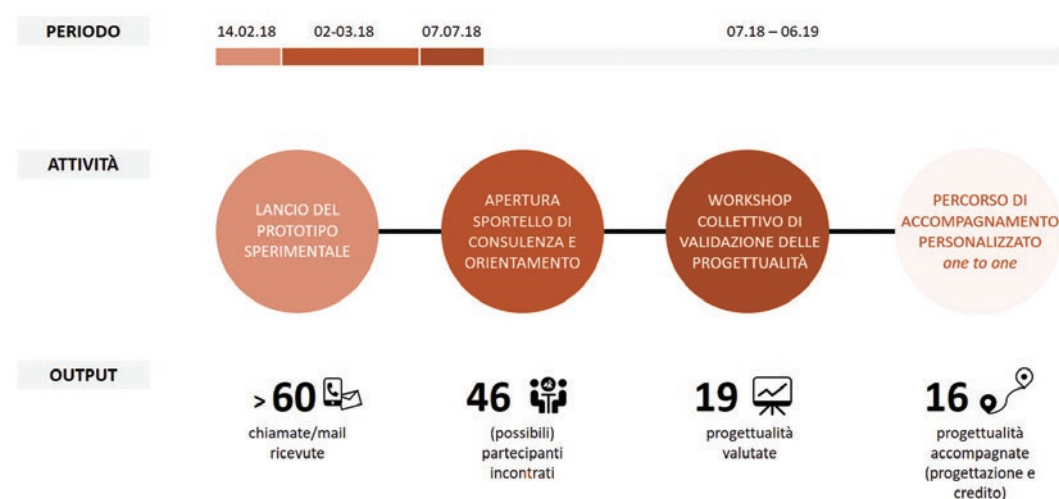 PERIODO
14.02.18
02-03.18
07.07.18
07.18 – 06.19
ATTIVITÀ
LANCIO DEL
PROTOTIPO
SPERIMENTALE
APERTURA
SPORTELLO DI
CONSULENZA E
ORIENTAMENTO
WORKSHOP
COLLETTIVO DI
VALIDAZIONE DELLE
PROGETTUALITÀ
PERCORSO DI
ACCOMPAGNAMENTO
PERSONALIZZATO
one to one
OUTPUT
> 60
chiamate/mail
ricevute
46
(possibili)
partecipanti
incontrati
19
progettualità
valutate
16
progettualità
accompagnate
(progettazione e
credito)